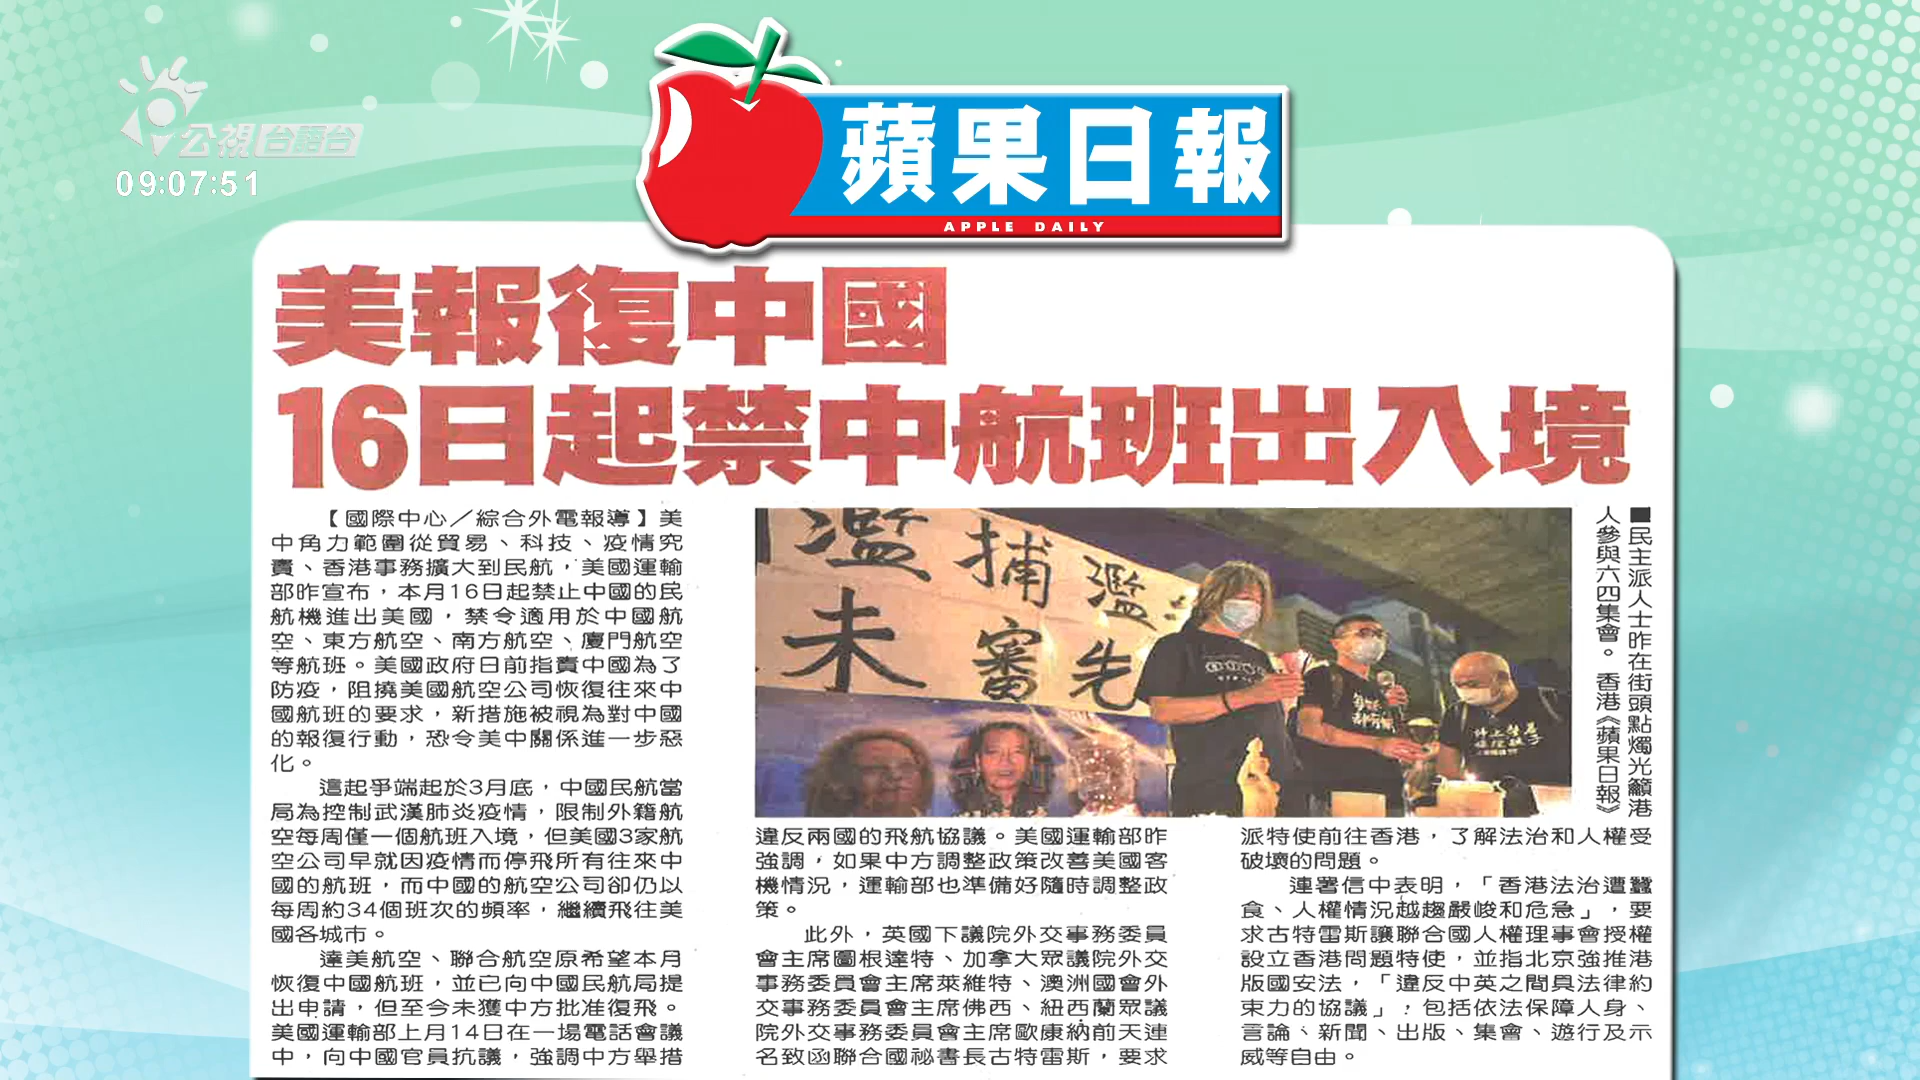 公視台語台
09:07:51
蘋果日報
APPLE DAILY
美報復中國
16日起禁中航班出入境
【國際中心／綜合外電報導】美
中角力範圍從貿易、科技、疫情究
責、香港事務擴大到民航，美國運輸
部昨宣布，本月16日起禁止中國的民
航機進出美國，禁令適用於中國航
空、東方航空、南方航空、廈門航空
等航班。美國政府日前指責中國為了
防疫，阻撓美國航空公司恢復往來中
國航班的要求，新措施被視為對中國
的報復行動，恐令美中關係進一步惡
化。
這起爭端起於3月底，中國民航當
局為控制武漢肺炎疫情，限制外籍航
空每周僅一個航班入境，但美國3家航
空公司早就因疫情而停飛所有往來中
國的航班，而中國的航空公司卻仍以
每周約34個班次的頻率，繼續飛往美
國各城市。
達美航空、聯合航空原希望本月
恢復中國航班，並已向中國民航局提
出申請，但至今未獲中方批准復飛。
美國運輸部上月14日在一場電話會議
中，向中國官員抗議，強調中方舉措
濫捕濫
未審先
■民主派人士昨在街頭點燭光籲港
人參與六四集會。　香港《蘋果日報》
違反兩國的飛航協議。美國運輸部昨
強調，如果中方調整政策改善美國客
機情況，運輸部也準備好隨時調整政
策。
此外，英國下議院外交事務委員
會主席圖根達特、加拿大眾議院外交
事務委員會主席萊維特、澳洲國會外
交事務委員會主席佛西、紐西蘭眾議
院外交事務委員會主席歐康納前天連
名致函聯合國祕書長古特雷斯，要求
派特使前往香港，了解法治和人權受
破壞的問題。
連署信中表明，「香港法治遭蠶
食、人權情況越趨嚴峻和危急」，要
求古特雷斯讓聯合國人權理事會授權
設立香港問題特使，並指北京強推港
版國安法，「違反中英之間具法律約
束力的協議」，包括依法保障人身、
言論、新聞、出版、集會、遊行及示
威等自由。